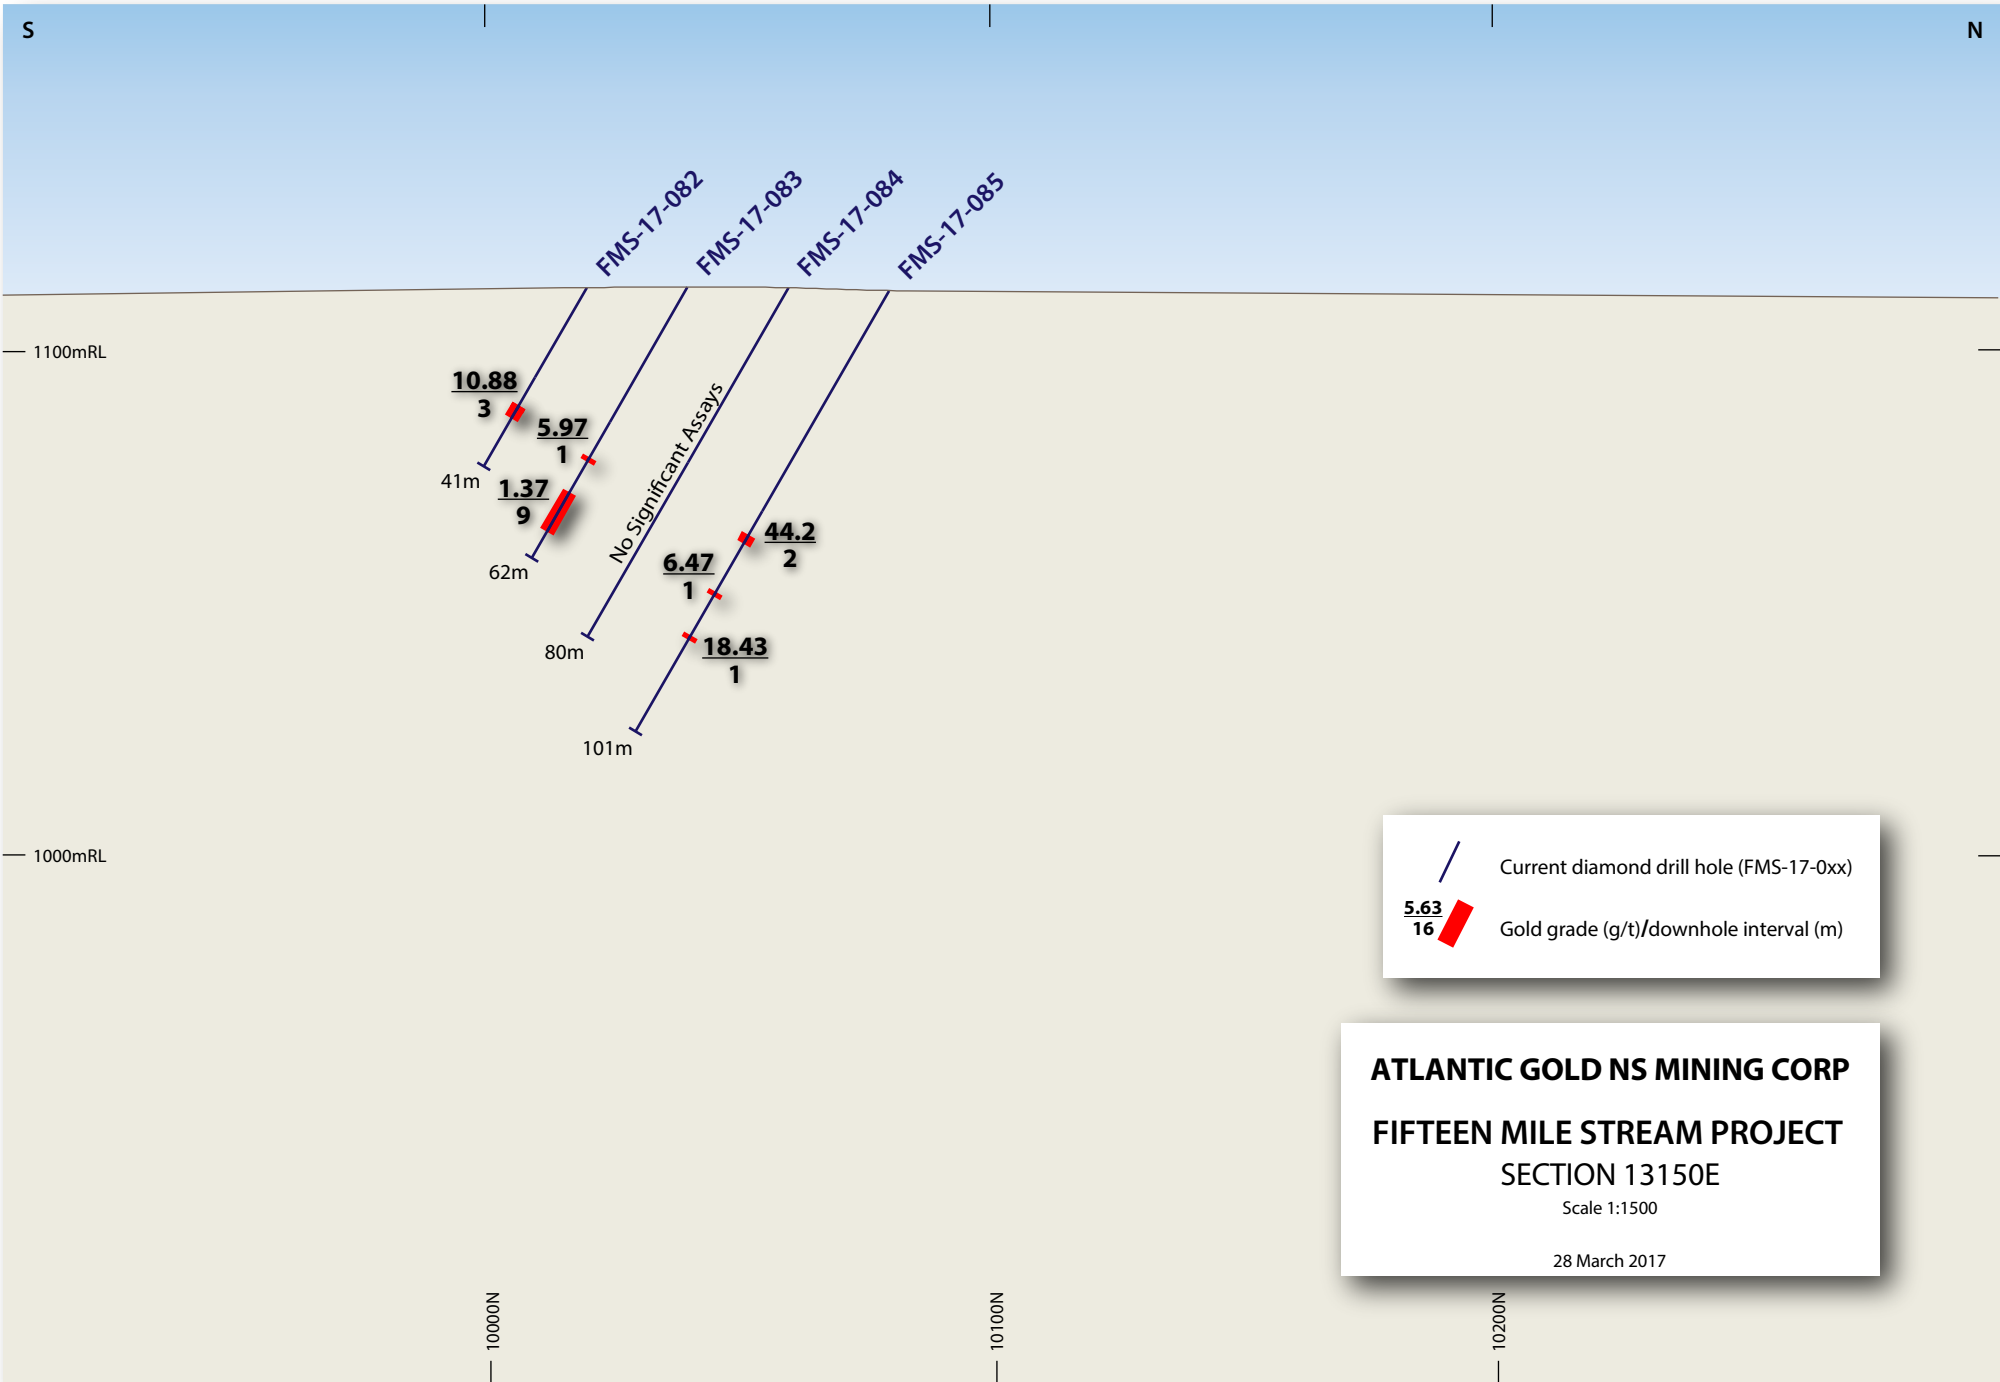 S
N
FMS-17-082
FMS-17-083
FMS-17-084
FMS-17-085
1100mRL
10.88
3
5.97
1
41m
1.37
9
62m
No Significant Assays
44.2
2
6.47
1
80m
18.43
1
101m
1000mRL
Current diamond drill hole (FMS-17-0xx)
5.63
16
Gold grade (g/t)/downhole interval (m)
ATLANTIC GOLD NS MINING CORP
FIFTEEN MILE STREAM PROJECT
SECTION 13150E
Scale 1:1500
28 March 2017
10000N
10100N
10200N